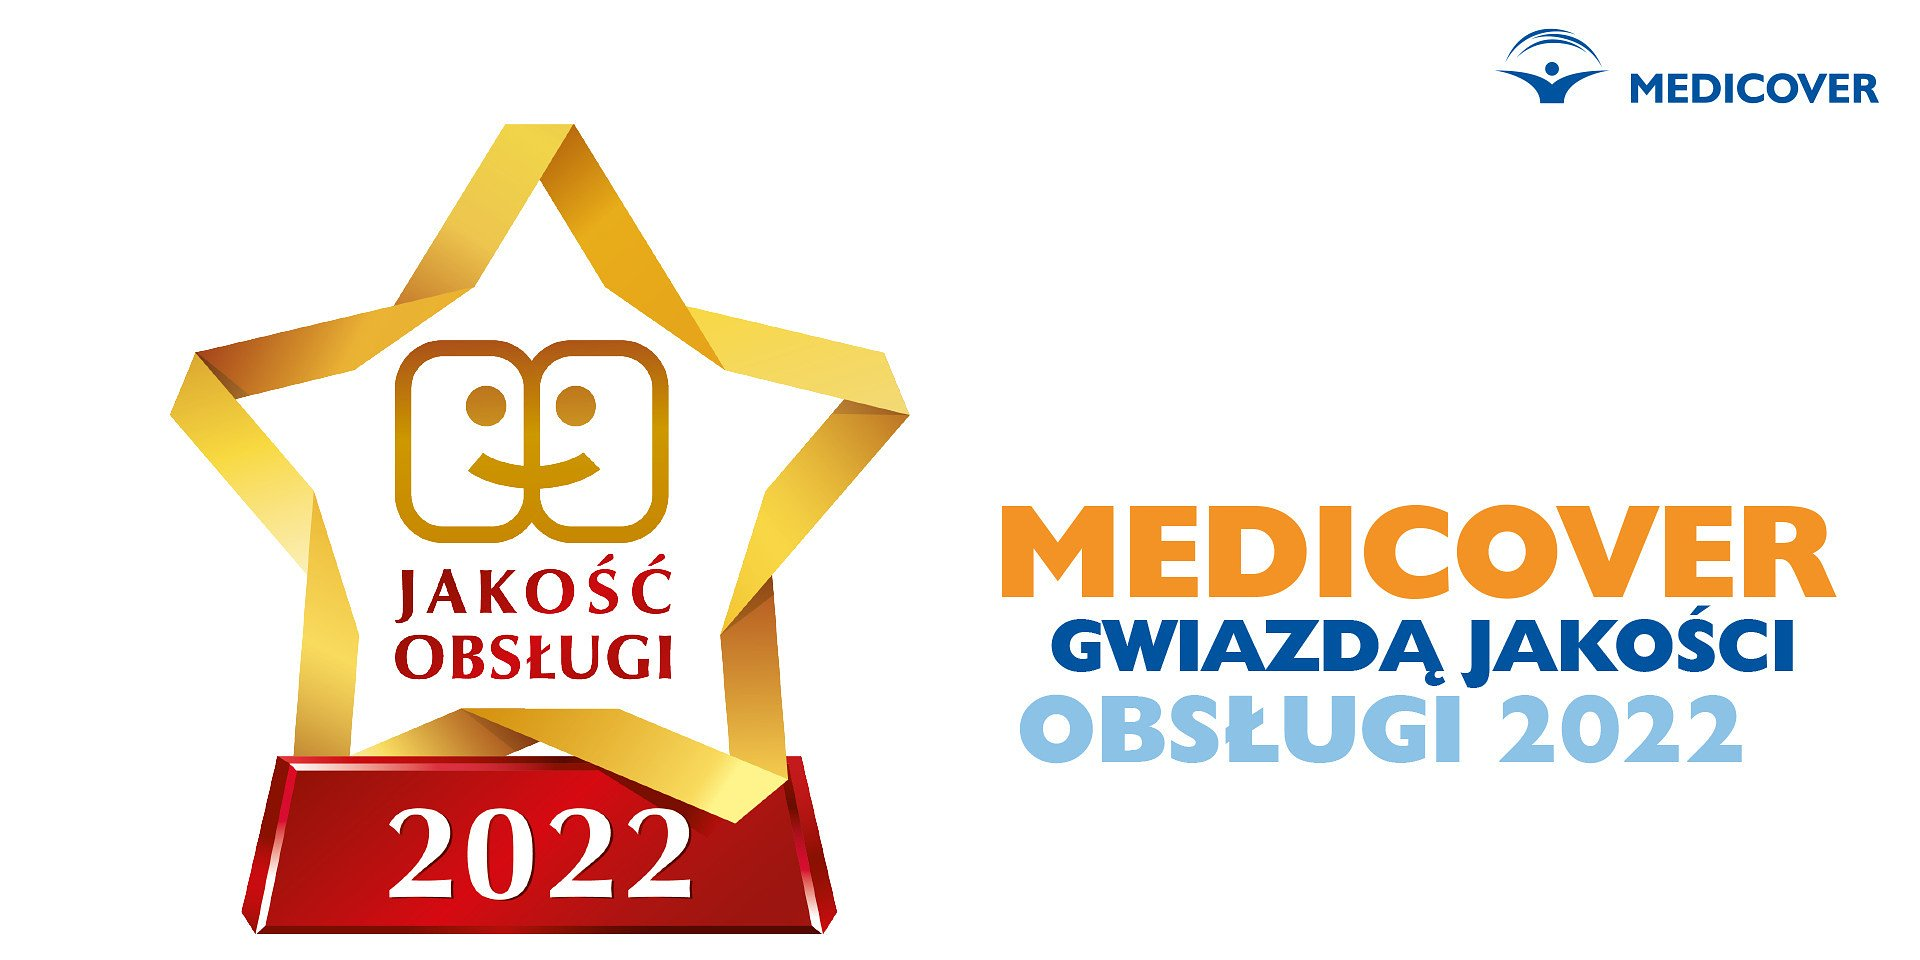 MEDICOVER
JAKOŚĆ
OBSŁUGI
2022
MEDICOVER
GWIAZDĄ JAKOŚCI
OBSŁUGI 2022